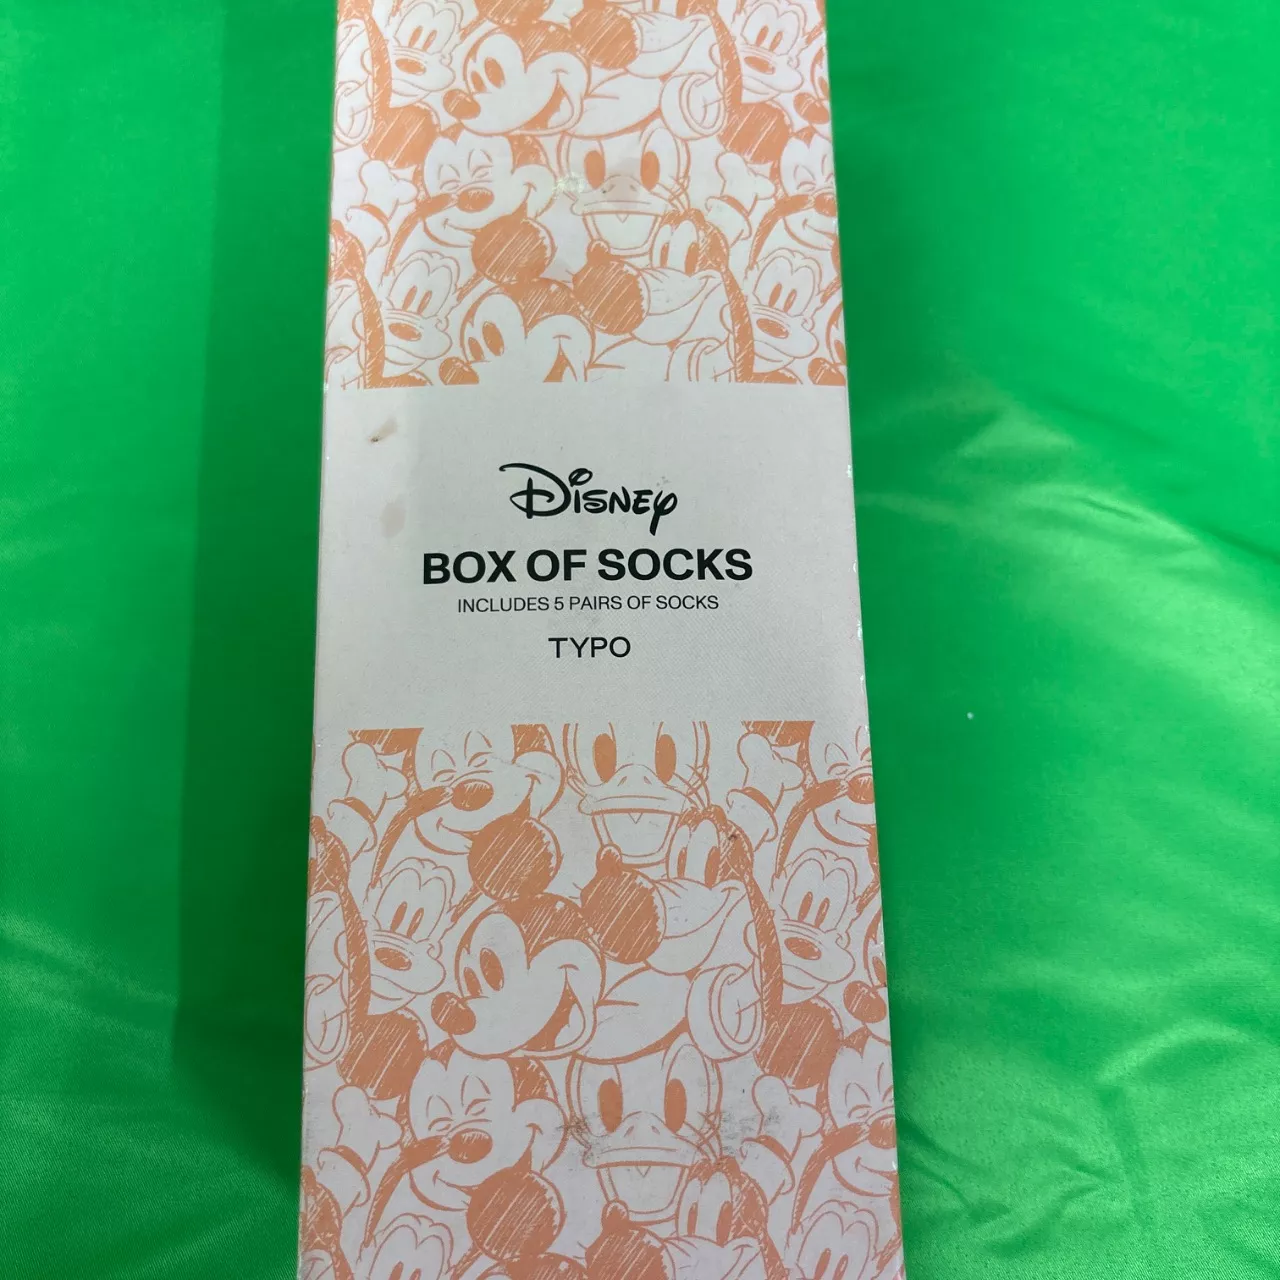 Disney
BOX OF SOCKS
INCLUDES 5 PAIRS OF SOCKS
TYPO